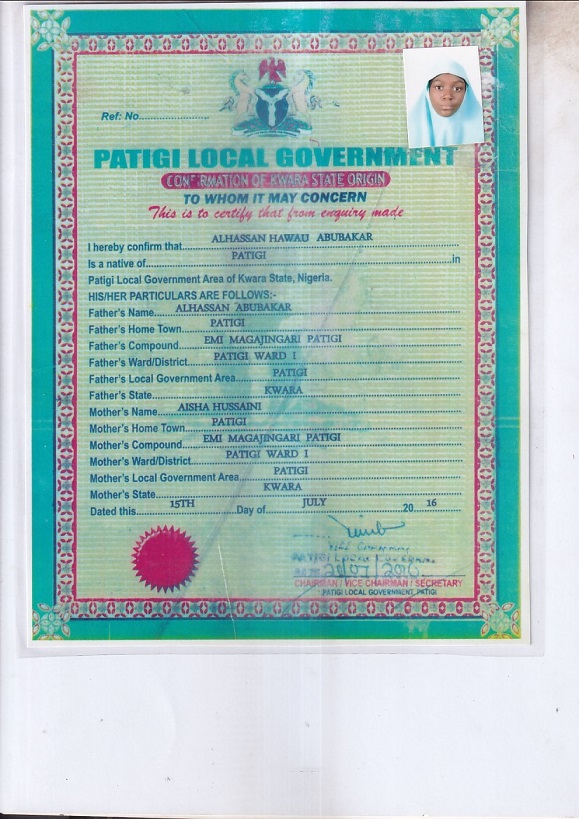 Ref: No..........................
PATIGI LOCAL GOVERNMENT
CONFIRMATION OF KWARA STATE ORIGIN
TO WHOM IT MAY CONCERN
This is to certify that from enquiry made
I hereby confirm that ALHASSAN HAWAU ABUBAKAR
Is a native of PATIGI in
Patigi Local Government Area of Kwara State, Nigeria.
HIS/HER PARTICULARS ARE FOLLOWS:-
Father's Name ALHASSAN ABUBAKAR
Father's Home Town PATIGI
Father's Compound EMI MAGAJINGARI PATIGI
Father's Ward/District PATIGI WARD I
Father's Local Government Area PATIGI
Father's State KWARA
Mother's Name AISHA HUSSAINI
Mother's Home Town PATIGI
Mother's Compound EMI MAGAJINGARI PATIGI
Mother's Ward/District PATIGI WARD I
Mother's Local Government Area PATIGI
Mother's State KWARA
Dated this 15TH Day of JULY 20 16
CHAIRMAN / VICE CHAIRMAN / SECRETARY
PATIGI LOCAL GOVERNMENT, PATIGI